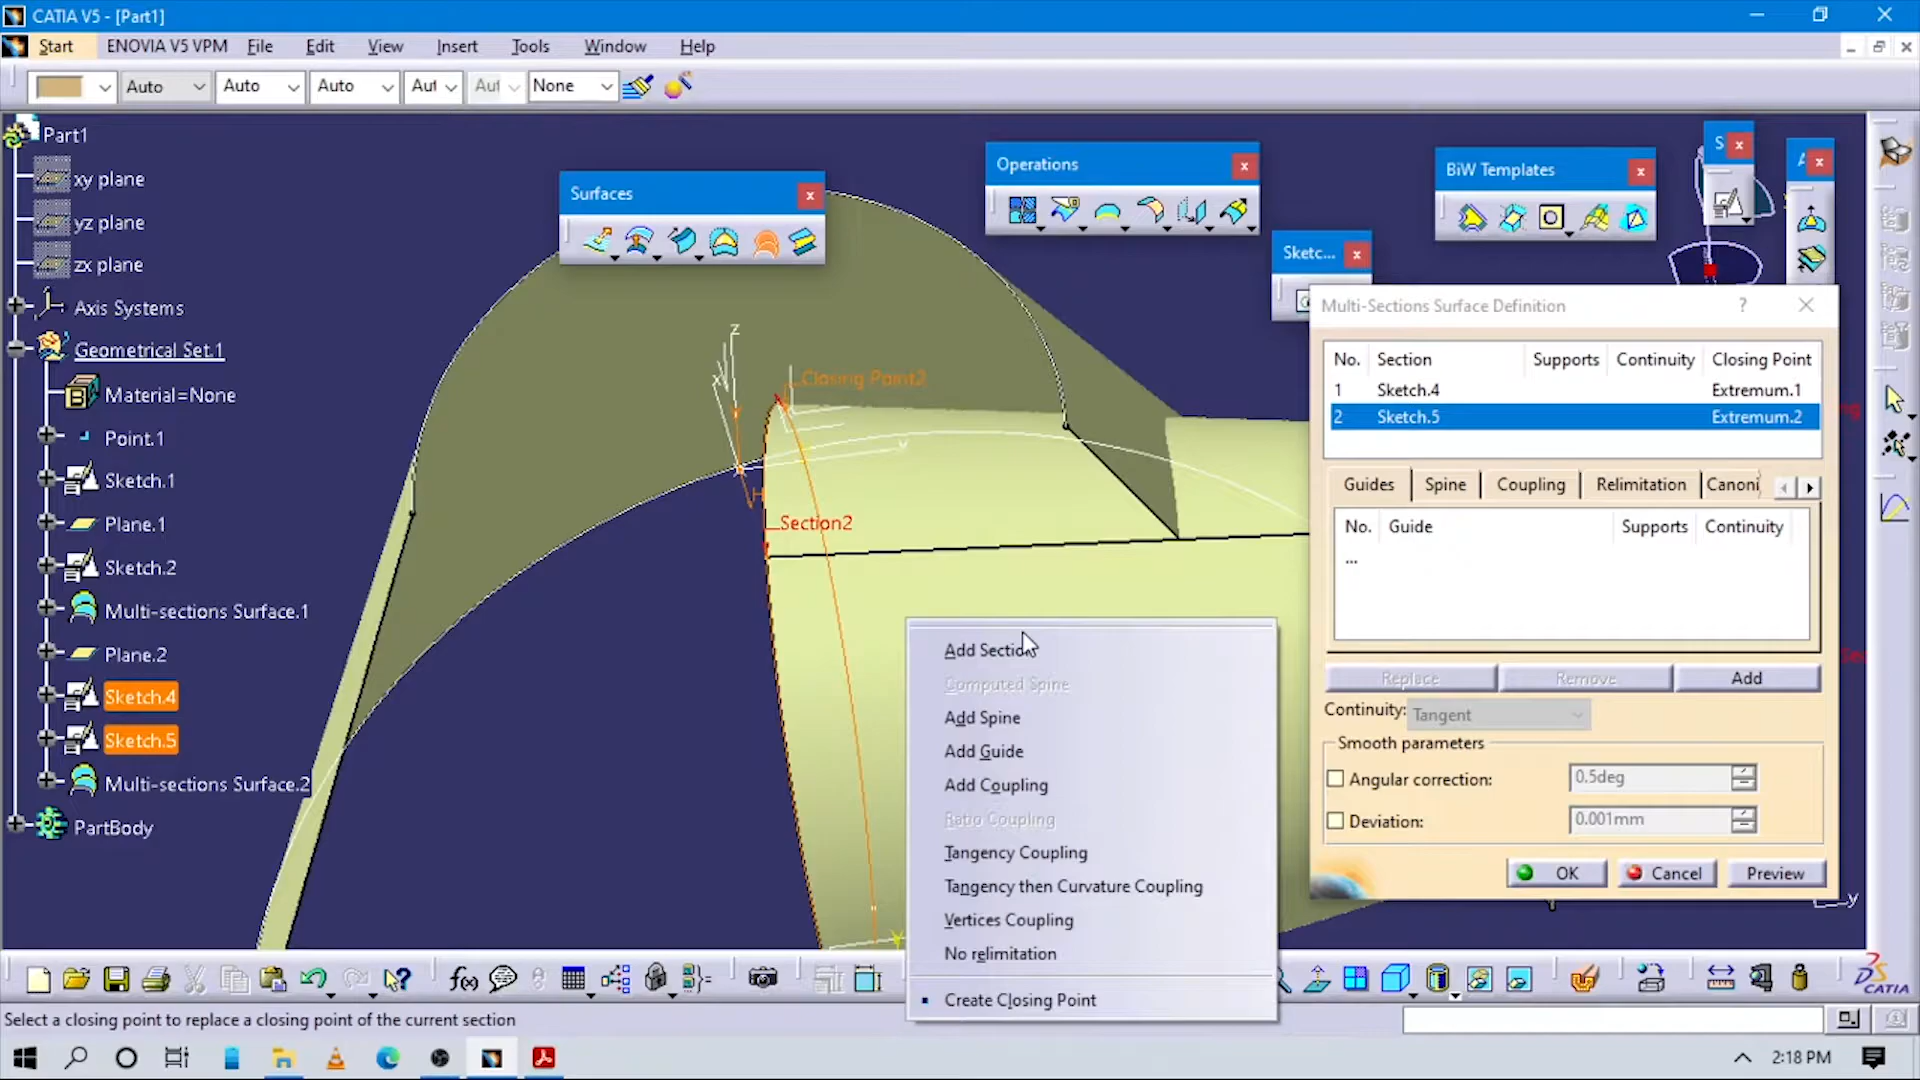 CATIA V5 - [Part1]
Start ENOVIA V5 VPM File Edit View Insert Tools Window Help
Auto Auto Auto Aut Aut None
Part1
xy plane
yz plane
zx plane
Axis Systems
Geometrical Set.1
Material=None
Point.1
Sketch.1
Plane.1
Sketch.2
Multi-sections Surface.1
Plane.2
Sketch.4
Sketch.5
Multi-sections Surface.2
PartBody
Surfaces
Operations
BiW Templates
S
A
Sketc...
z
x
y
H
Closing Point2
Section2
Add Section
Computed Spine
Add Spine
Add Guide
Add Coupling
Ratio Coupling
Tangency Coupling
Tangency then Curvature Coupling
Vertices Coupling
No relimitation
Create Closing Point
Multi-Sections Surface Definition ?
No. Section Supports Continuity Closing Point
1 Sketch.4 Extremum.1
2 Sketch.5 Extremum.2
Guides Spine Coupling Relimitation Canoni
No. Guide Supports Continuity
...
Replace Remove Add
Continuity: Tangent
Smooth parameters
Angular correction: 0.5deg
Deviation: 0.001mm
OK Cancel Preview
y
CATIA
Select a closing point to replace a closing point of the current section
2:18 PM